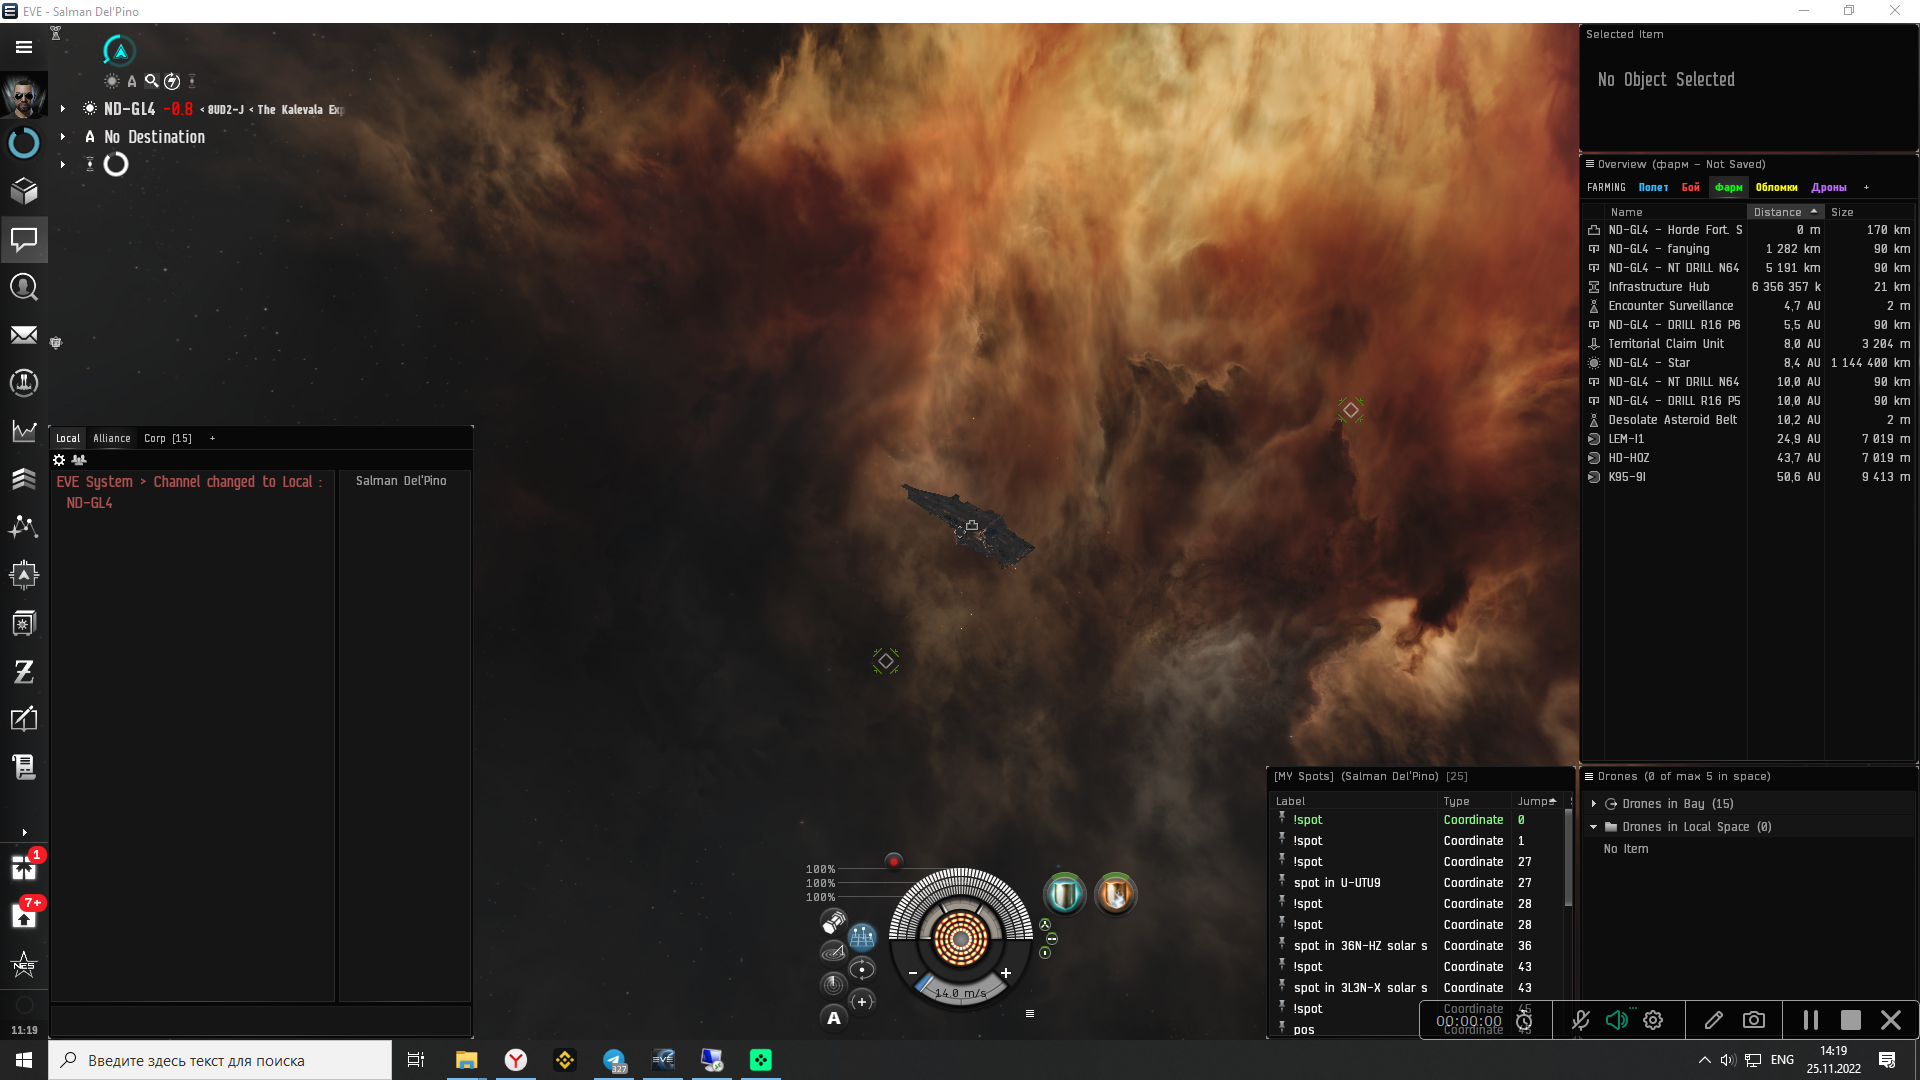 EVE - Salman Del'Pino
ND-GL4 -0.8 < 8UD2-J < The Kalevala Exp
No Destination
Selected Item
No Object Selected
Overview (фарм - Not Saved)
FARMING Полет Бой Фарм Обломки Дроны +
Name Distance Size
ND-GL4 - Horde Fort. S 0 m 170 km
ND-GL4 - fanying 1 282 km 90 km
ND-GL4 - NT DRILL N64 5 191 km 90 km
Infrastructure Hub 6 356 357 k 21 km
Encounter Surveillance 4,7 AU 2 m
ND-GL4 - DRILL R16 P6 5,5 AU 90 km
Territorial Claim Unit 8,0 AU 3 204 m
ND-GL4 - Star 8,4 AU 1 144 400 km
ND-GL4 - NT DRILL N64 10,0 AU 90 km
ND-GL4 - DRILL R16 P5 10,0 AU 90 km
Desolate Asteroid Belt 10,2 AU 2 m
LEM-I1 24,9 AU 7 019 m
HD-HOZ 43,7 AU 7 019 m
K95-9I 50,6 AU 9 413 m
Local Alliance Corp [15] +
EVE System > Channel changed to Local :
ND-GL4
Salman Del'Pino
[MY Spots] (Salman Del'Pino) [25]
Label Type Jumps
!spot Coordinate 0
!spot Coordinate 1
!spot Coordinate 27
spot in U-UTU9 Coordinate 27
!spot Coordinate 28
!spot Coordinate 28
spot in 36N-HZ solar s Coordinate 36
!spot Coordinate 43
spot in 3L3N-X solar s Coordinate 43
!spot Coordinate 45
pos Coordinate 45
Drones (0 of max 5 in space)
Drones in Bay (15)
Drones in Local Space (0)
No Item
100%
100%
100%
14.0 m/s
A
1
7+
NES
11:19
00:00:00
Введите здесь текст для поиска
327
EVE
ENG
14:19
25.11.2022